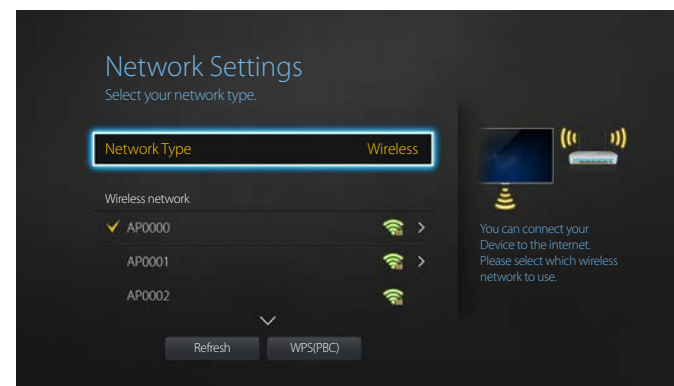 Network Settings
Select your network type.
Network Type Wireless
Wireless network
AP0000
AP0001
AP0002
Refresh WPS(PBC)
You can connect your
Device to the internet.
Please select which wireless
network to use.